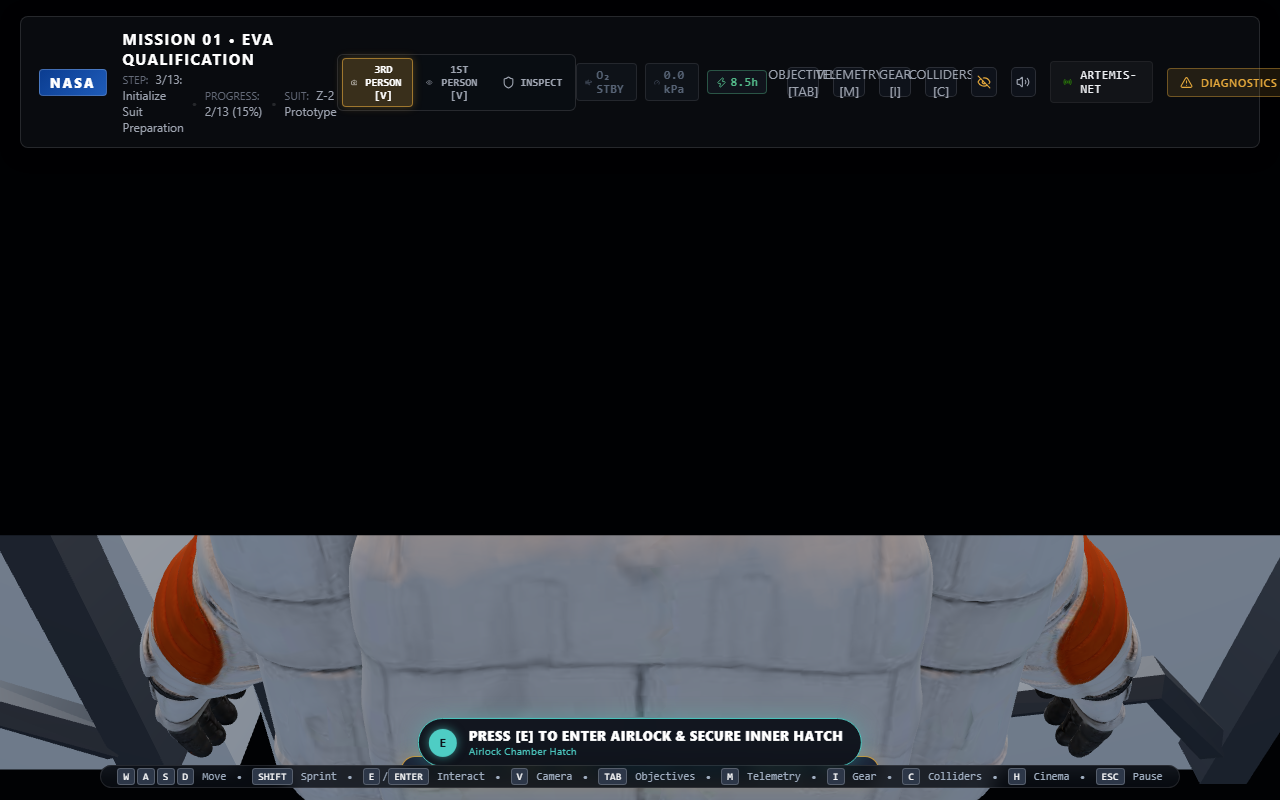 NASA
MISSION 01 • EVA
QUALIFICATION
STEP: 3/13:
Initialize
Suit
Preparation
•
PROGRESS:
2/13 (15%)
•
SUIT: Z-2
Prototype
3RD
PERSON
[V]
1ST
PERSON
[V]
INSPECT
O₂
STBY
0.0
kPa
8.5h
OBJECTIVE
[TAB]
TELEMETRY
[M]
GEAR
[I]
COLLIDERS
[C]
ARTEMIS-
NET
DIAGNOSTICS
E
PRESS [E] TO ENTER AIRLOCK & SECURE INNER HATCH
Airlock Chamber Hatch
W A S D Move • SHIFT Sprint • E / ENTER Interact • V Camera • TAB Objectives • M Telemetry • I Gear • C Colliders • H Cinema • ESC Pause